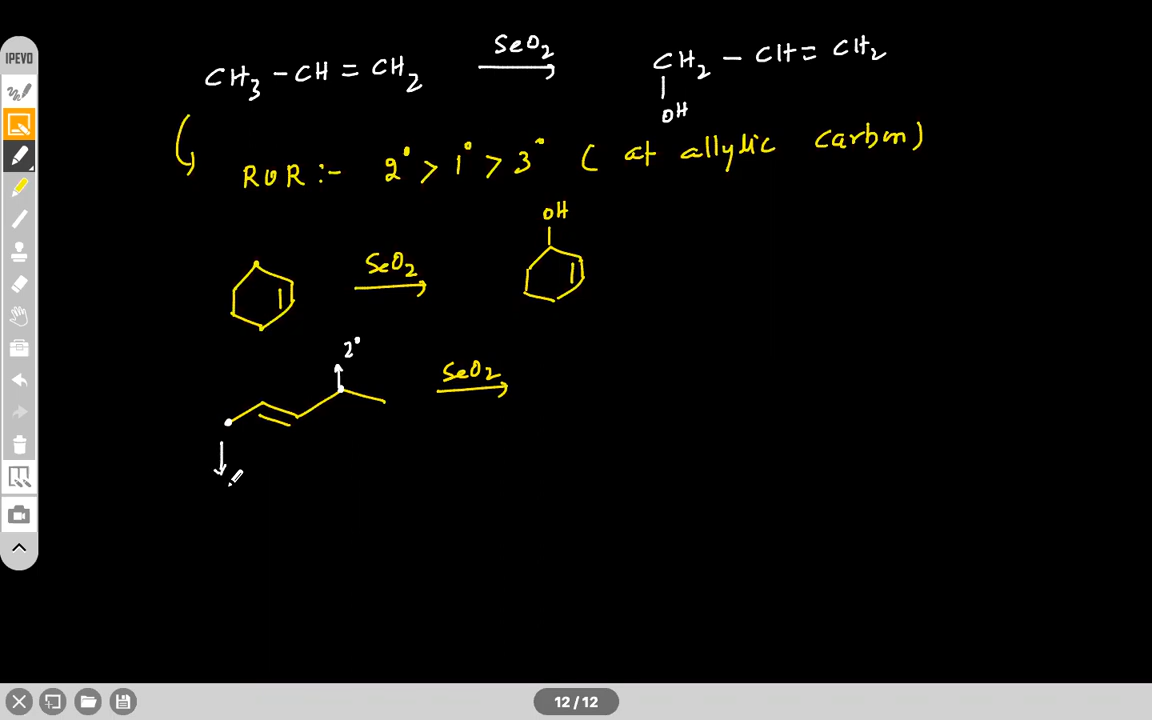 IPEVO
CH3 - CH = CH2 SeO2 CH2 - CH = CH2
OH
ROR :- 2° > 1° > 3° ( at allylic carbon )
OH
SeO2
2°
SeO2
12 / 12